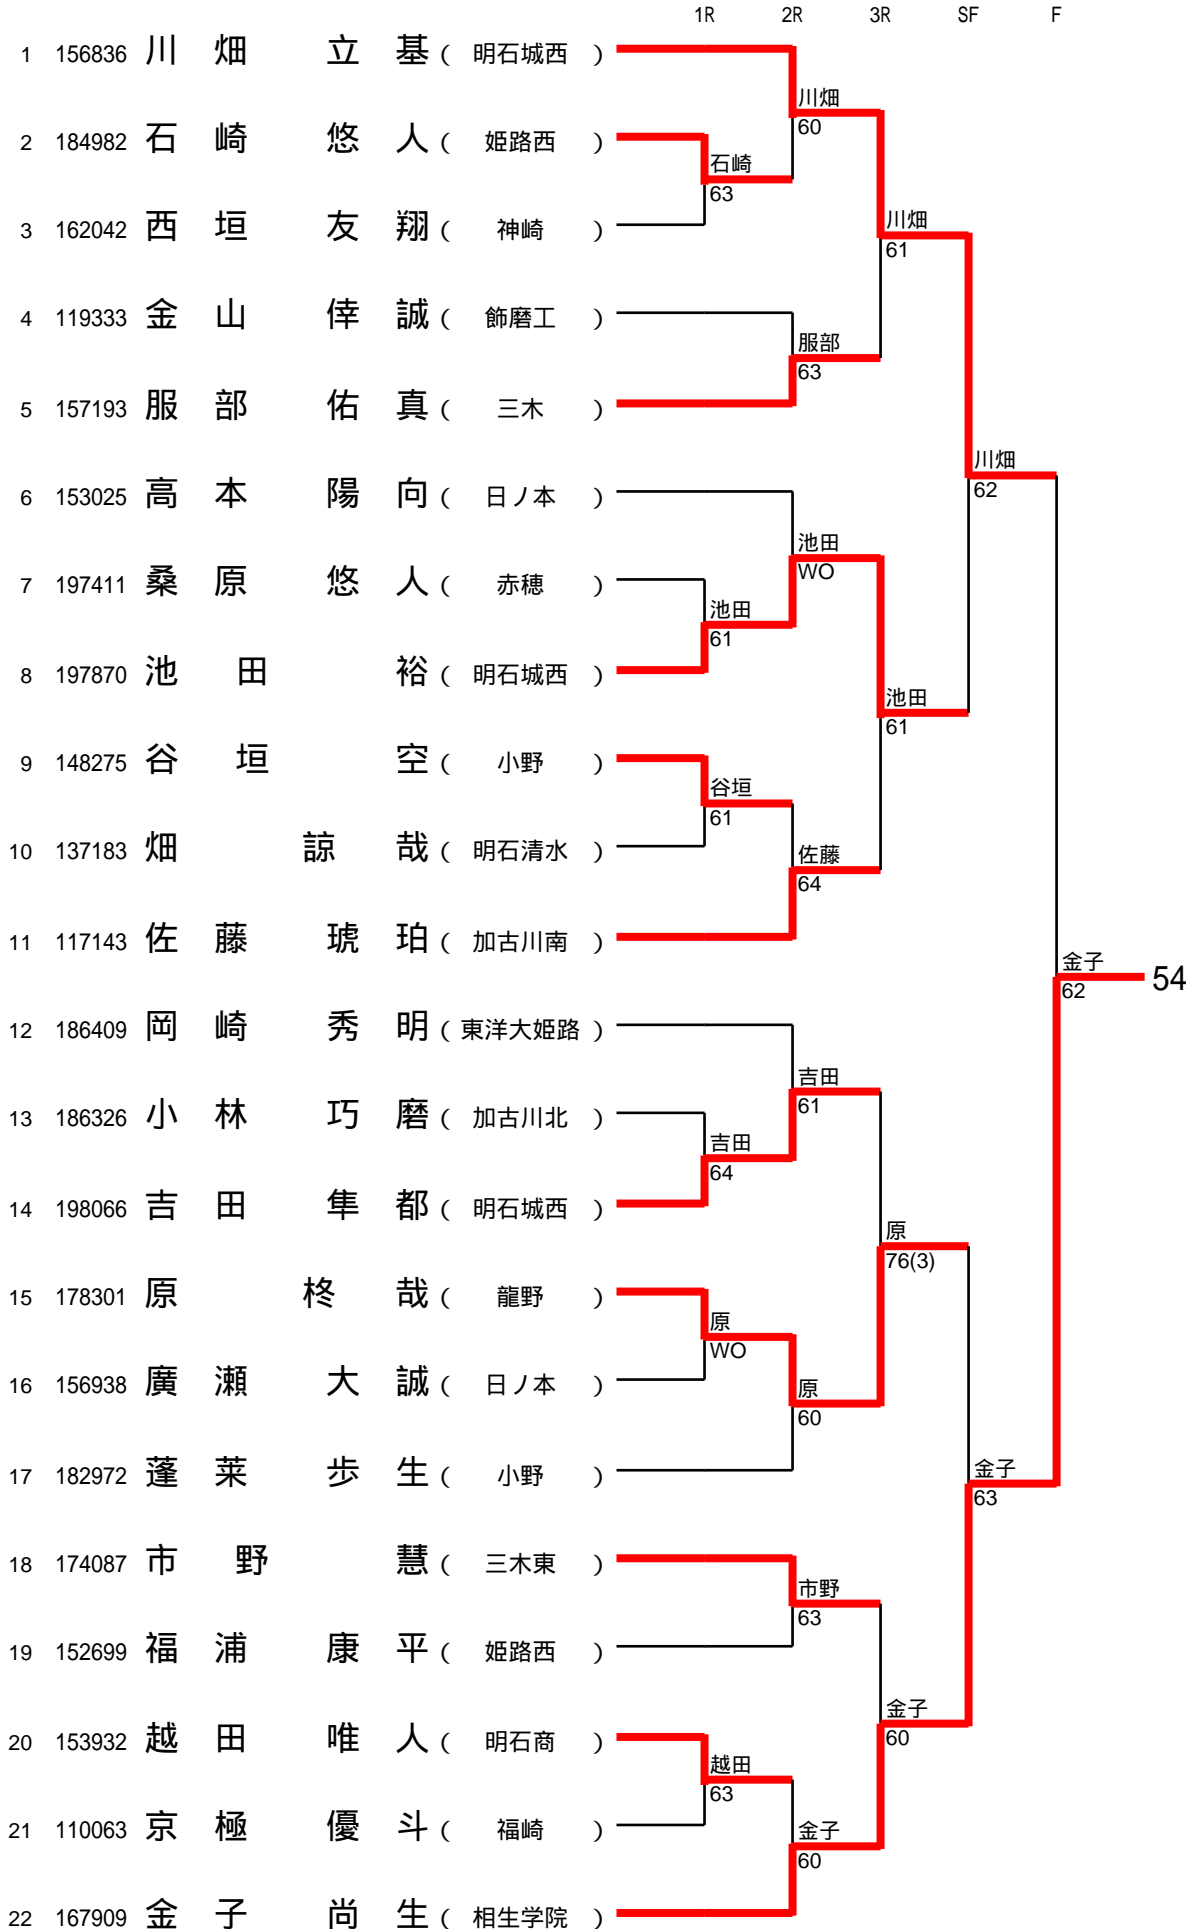 1R 2R 3R SF F
1 156836 川畑 立基 ( 明石城西 )
川畑
60
2 184982 石崎 悠人 ( 姫路西 )
石崎
63
3 162042 西垣 友翔 ( 神崎 )
川畑
61
4 119333 金山 倖誠 ( 飾磨工 )
服部
63
5 157193 服部 佑真 ( 三木 )
川畑
62
6 153025 高本 陽向 ( 日ノ本 )
池田
WO
7 197411 桑原 悠人 ( 赤穂 )
池田
61
8 197870 池田 裕 ( 明石城西 )
池田
61
9 148275 谷垣 空 ( 小野 )
谷垣
61
10 137183 畑 諒哉 ( 明石清水 )
佐藤
64
11 117143 佐藤 琥珀 ( 加古川南 )
金子
62
54
12 186409 岡崎 秀明 ( 東洋大姫路 )
吉田
61
13 186326 小林 巧磨 ( 加古川北 )
吉田
64
14 198066 吉田 隼都 ( 明石城西 )
原
76(3)
15 178301 原 柊哉 ( 龍野 )
原
WO
16 156938 廣瀬 大誠 ( 日ノ本 )
原
60
17 182972 蓬莱 歩生 ( 小野 )
金子
63
18 174087 市野 慧 ( 三木東 )
市野
63
19 152699 福浦 康平 ( 姫路西 )
金子
60
20 153932 越田 唯人 ( 明石商 )
越田
63
21 110063 京極 優斗 ( 福崎 )
金子
60
22 167909 金子 尚生 ( 相生学院 )